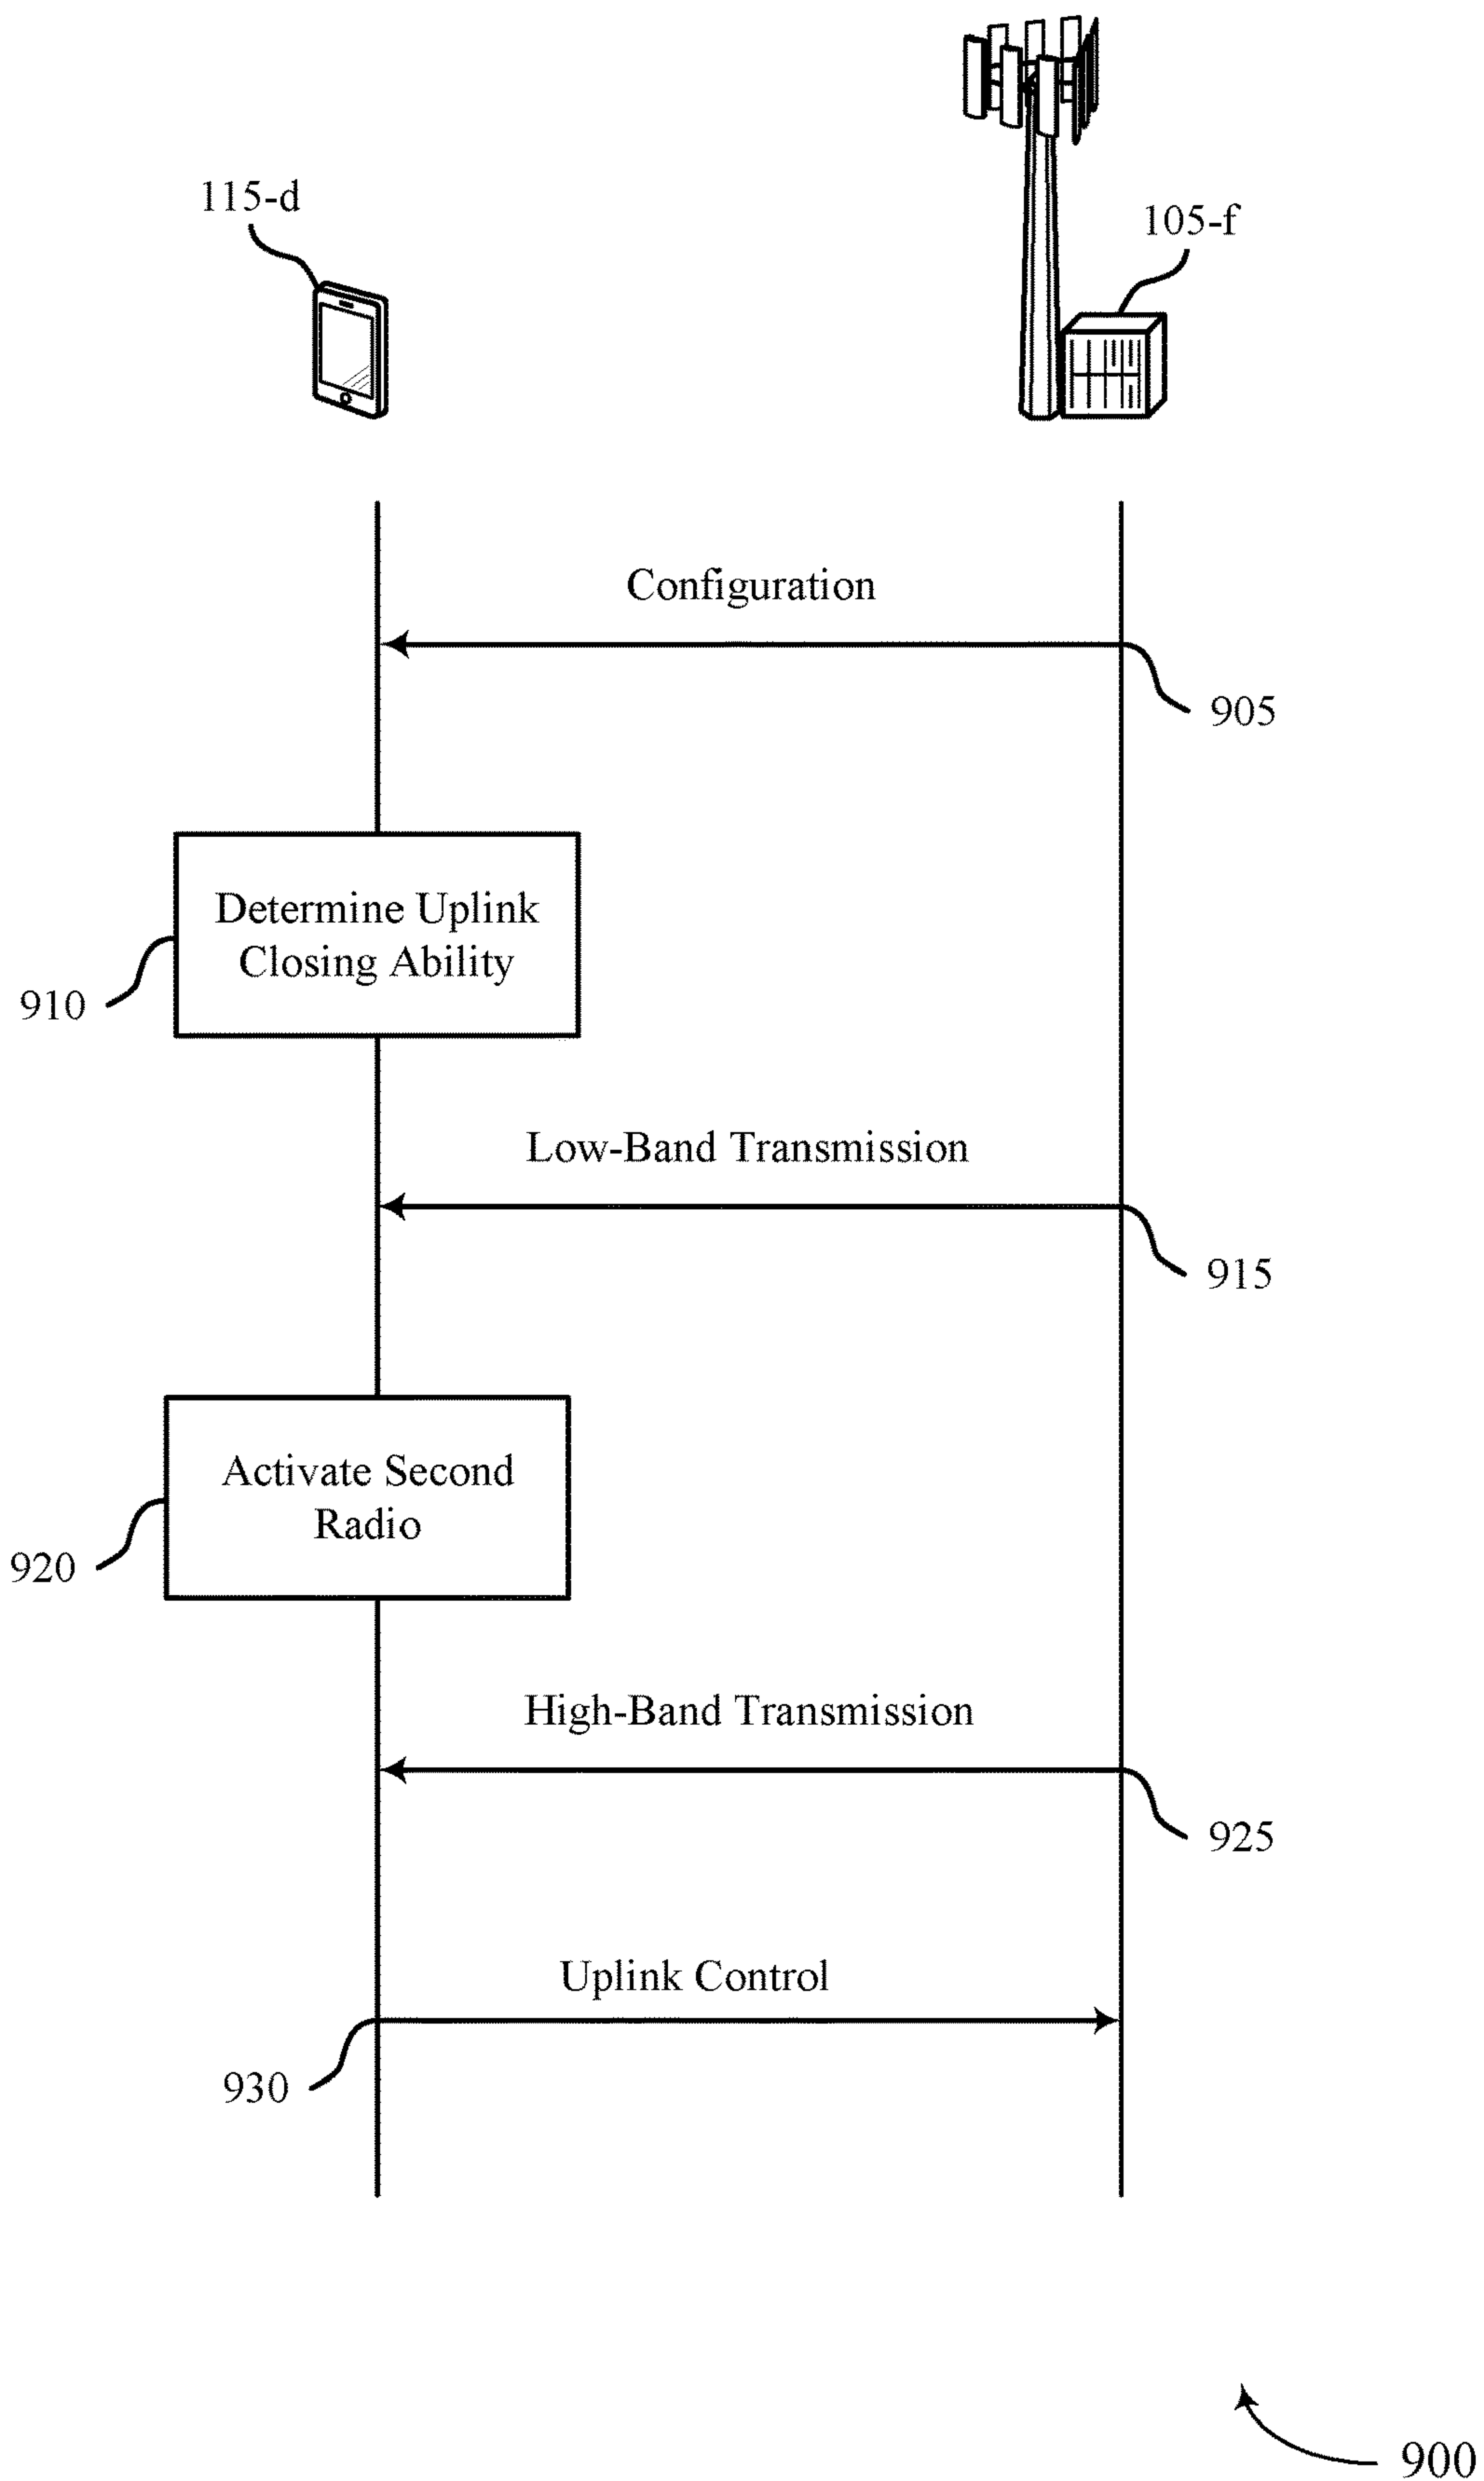 115-d
105-f
Configuration
905
Determine Uplink
Closing Ability
910
Low-Band Transmission
915
Activate Second
Radio
920
High-Band Transmission
925
Uplink Control
930
900